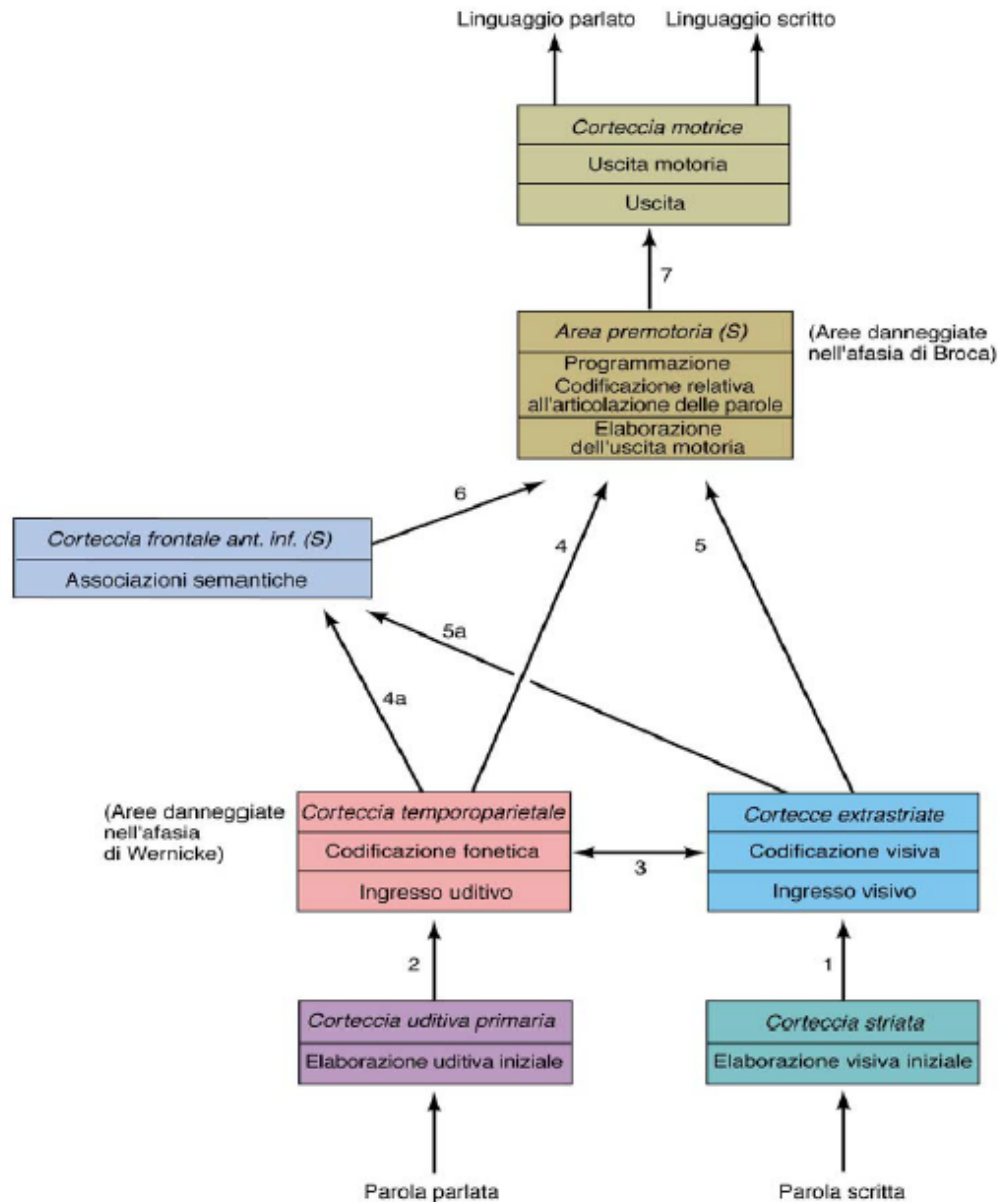 Linguaggio parlato
Linguaggio scritto
Corteccia motrice
Uscita motoria
Uscita
7
Area premotoria (S)
Programmazione
Codificazione relativa
all'articolazione delle parole
Elaborazione
dell'uscita motoria
(Aree danneggiate
nell'afasia di Broca)
6
4
5
Corteccia frontale ant. inf. (S)
Associazioni semantiche
5a
4a
(Aree danneggiate
nell'afasia
di Wernicke)
Corteccia temporoparietale
Codificazione fonetica
Ingresso uditivo
3
Cortecce extrastriate
Codificazione visiva
Ingresso visivo
2
1
Corteccia uditiva primaria
Elaborazione uditiva iniziale
Corteccia striata
Elaborazione visiva iniziale
Parola parlata
Parola scritta